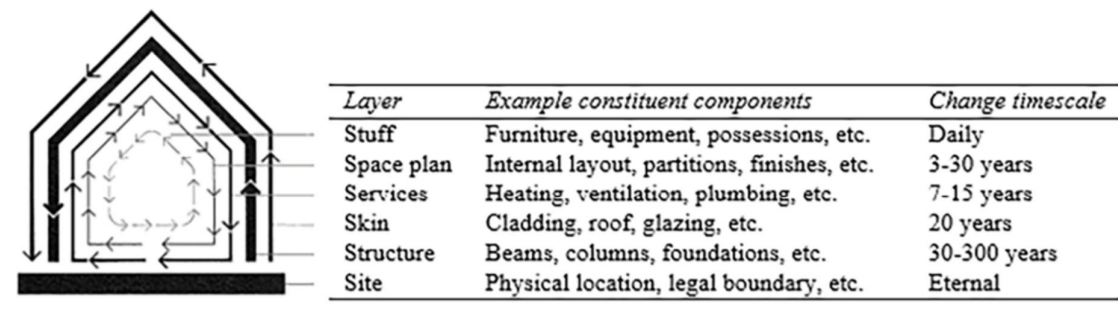 Layer Example constituent components Change timescale
Stuff Furniture, equipment, possessions, etc. Daily
Space plan Internal layout, partitions, finishes, etc. 3-30 years
Services Heating, ventilation, plumbing, etc. 7-15 years
Skin Cladding, roof, glazing, etc. 20 years
Structure Beams, columns, foundations, etc. 30-300 years
Site Physical location, legal boundary, etc. Eternal